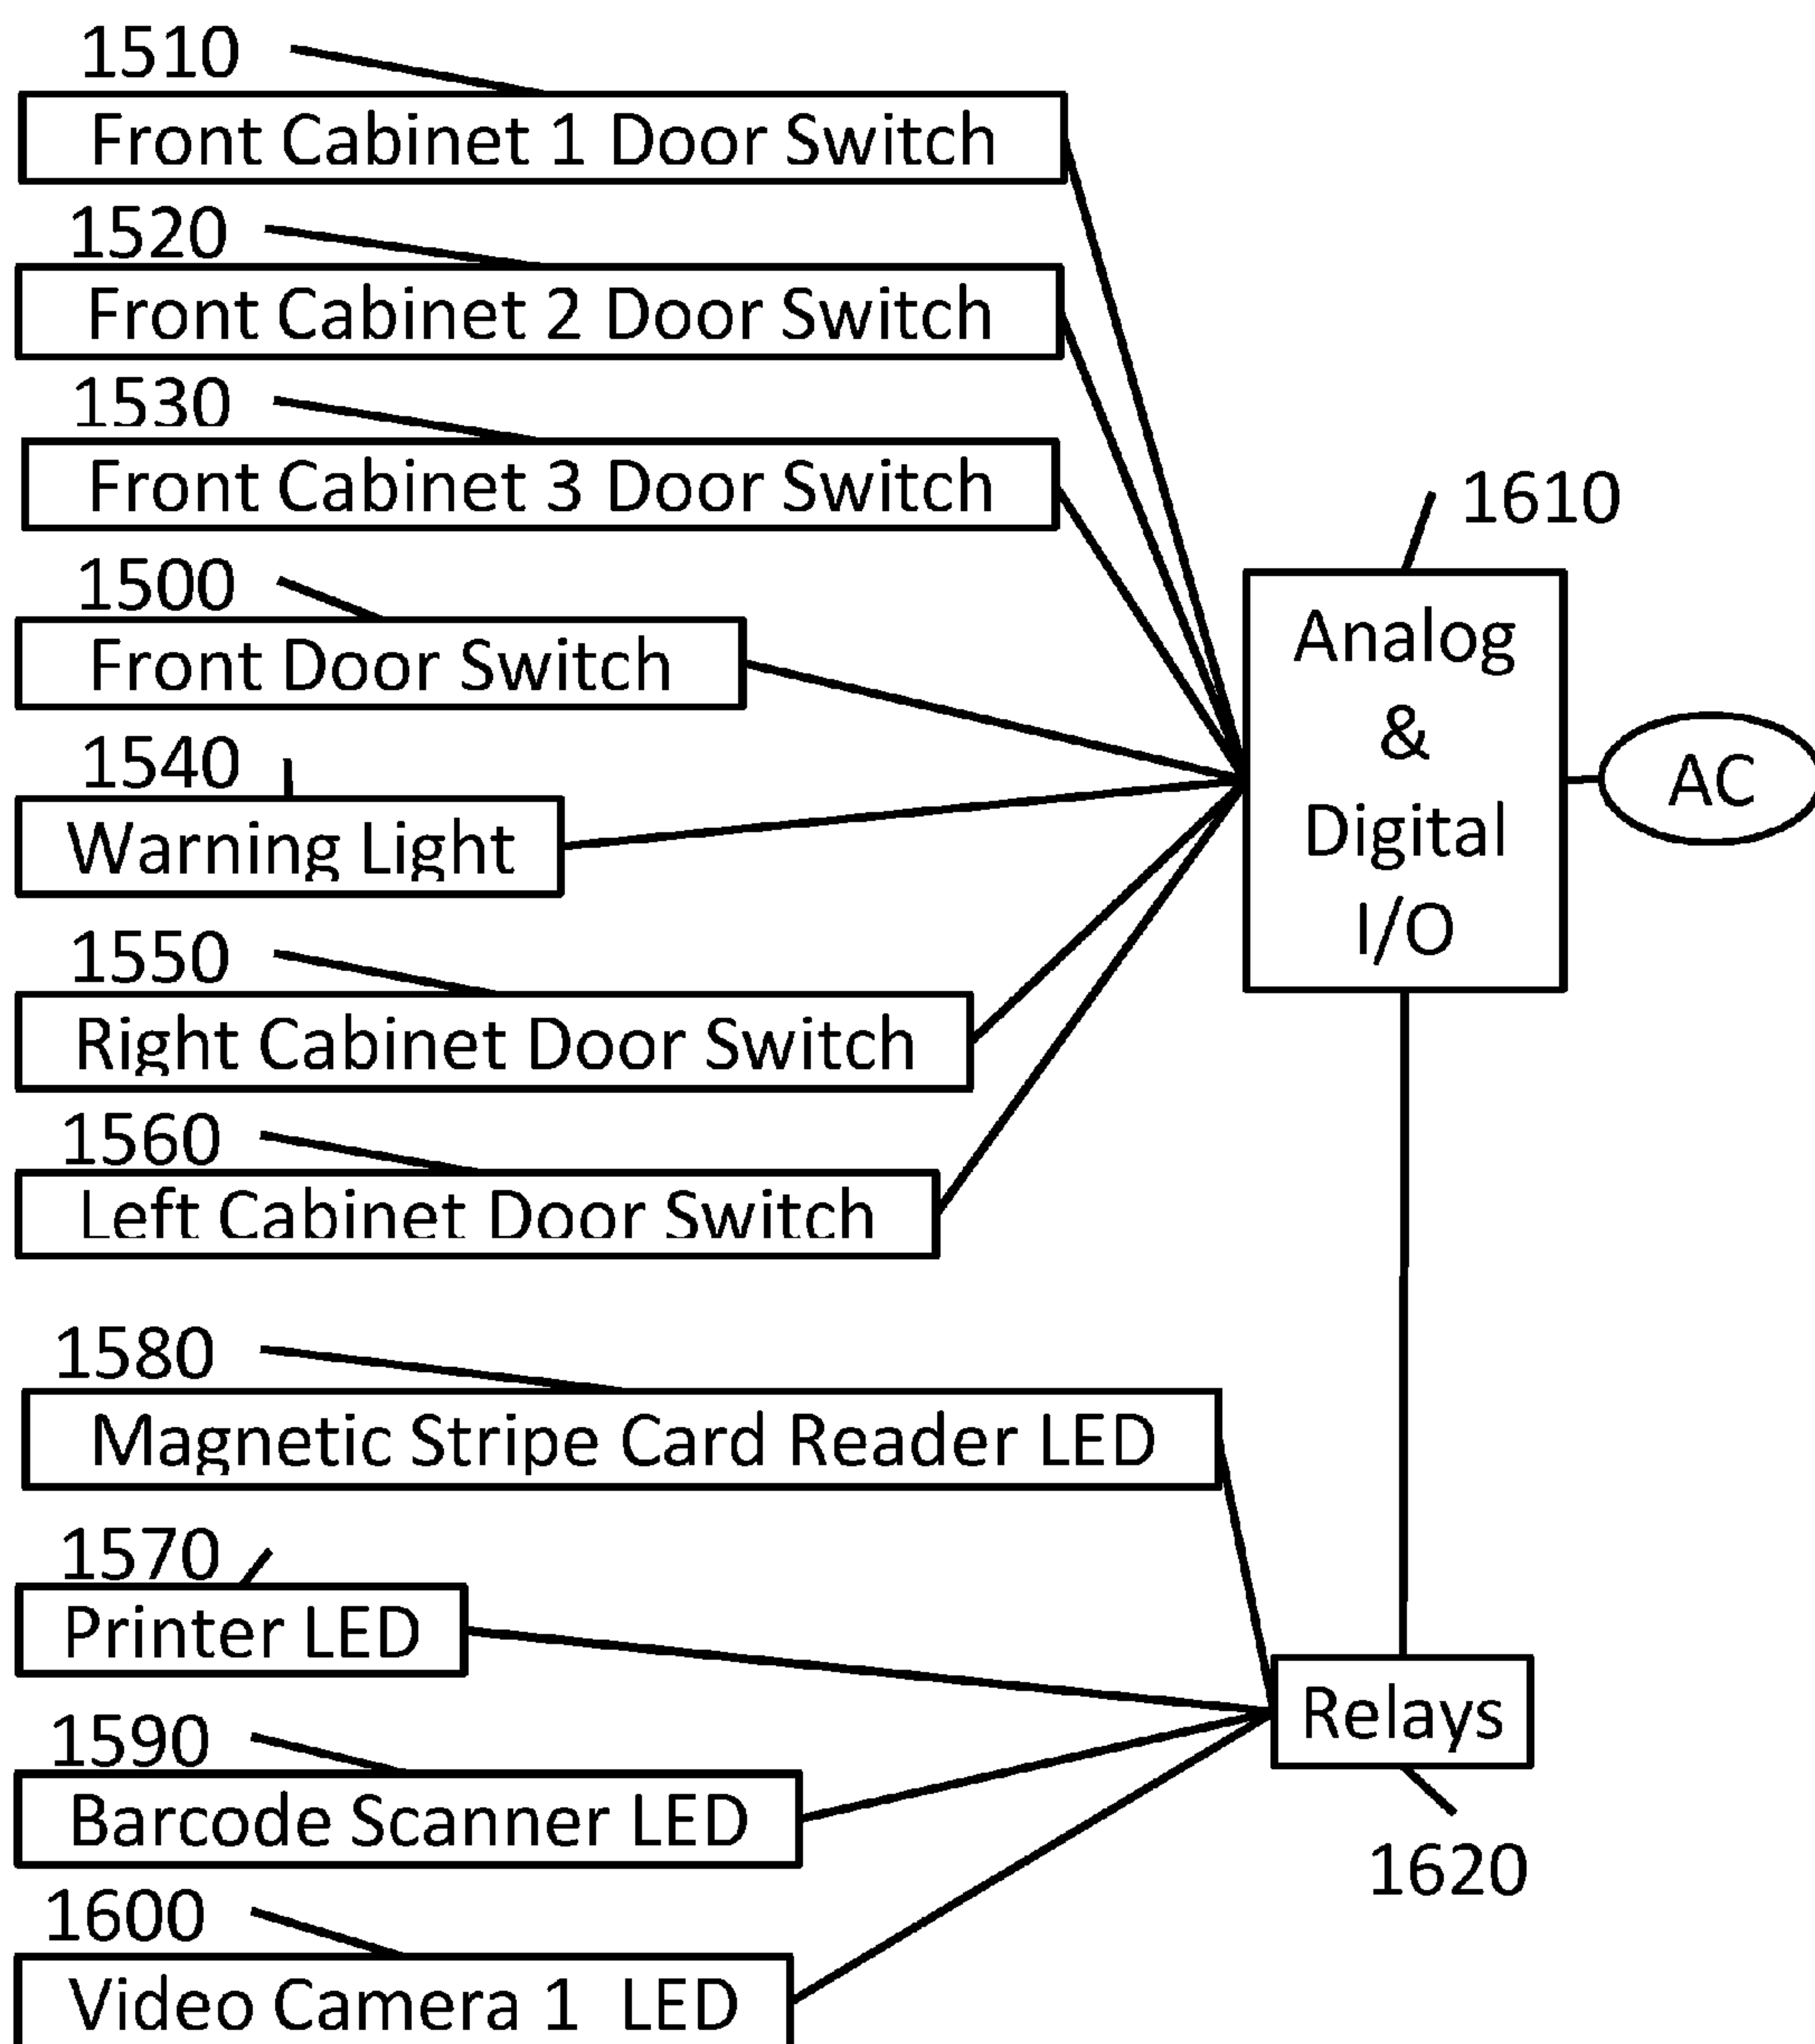 1510
Front Cabinet 1 Door Switch
1520
Front Cabinet 2 Door Switch
1530
Front Cabinet 3 Door Switch
1500
Front Door Switch
1540
Warning Light
1550
Right Cabinet Door Switch
1560
Left Cabinet Door Switch
1580
Magnetic Stripe Card Reader LED
1570
Printer LED
1590
Barcode Scanner LED
1600
Video Camera 1 LED
1610
Analog
&
Digital
I/O
AC
Relays
1620